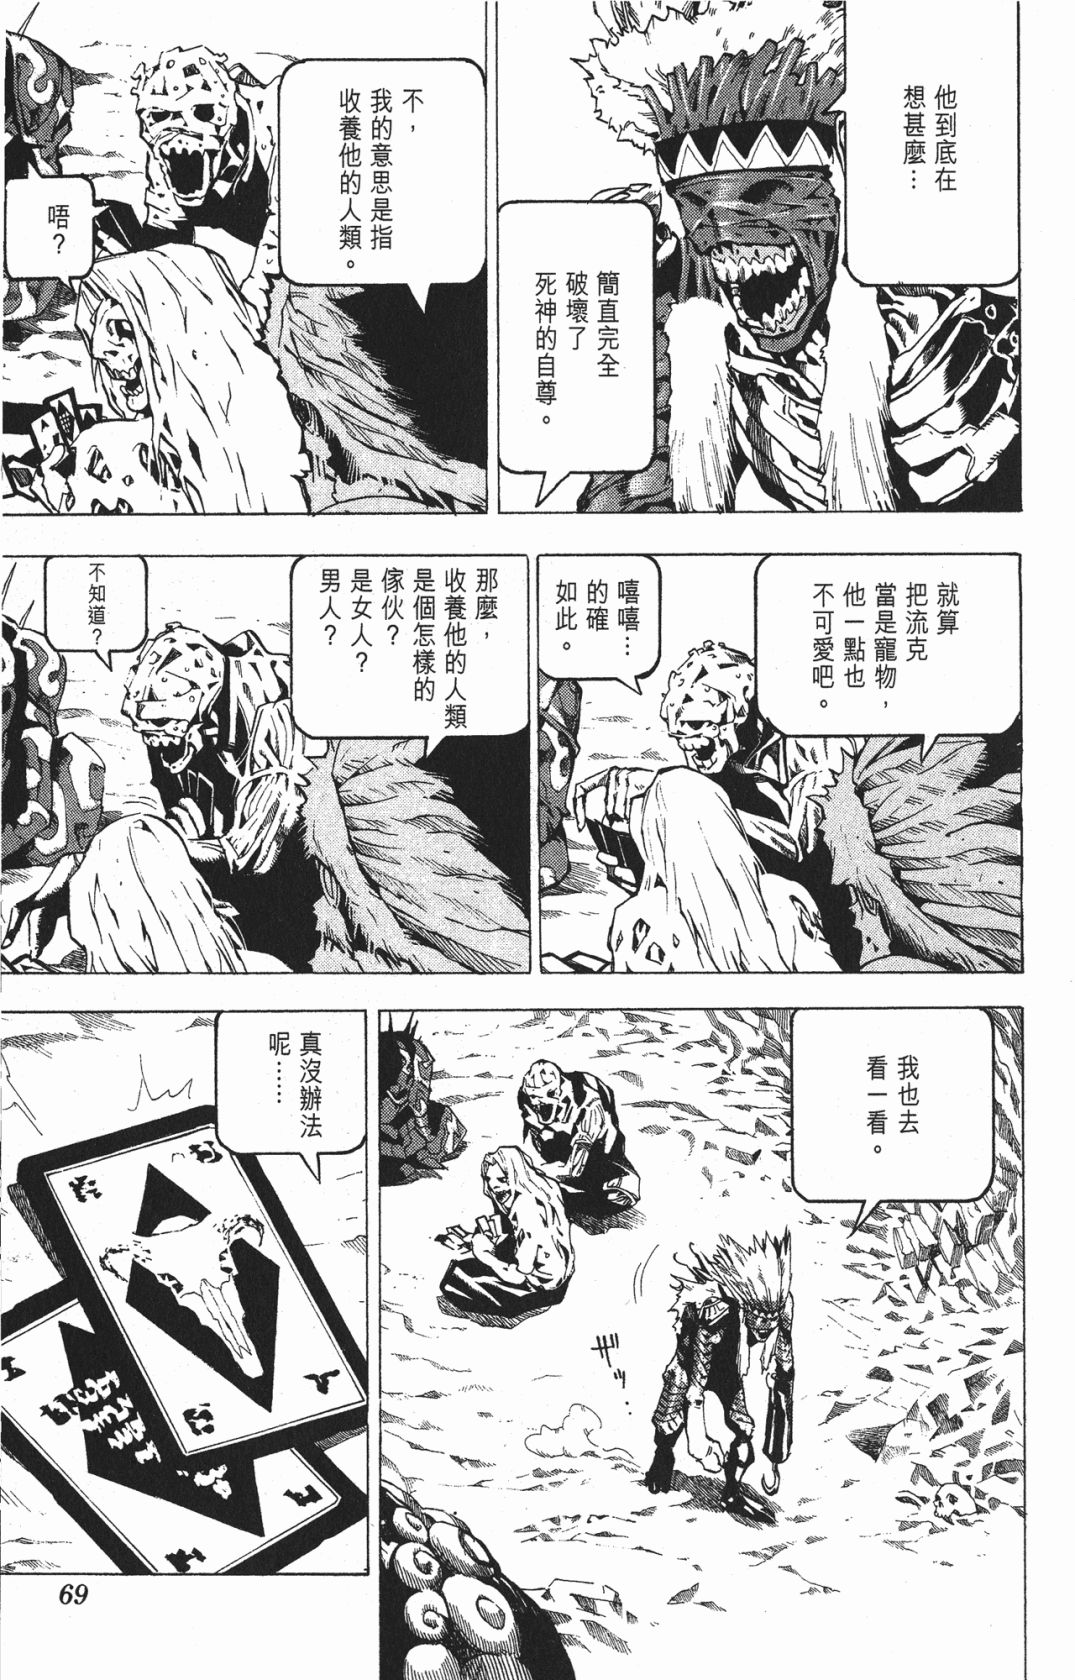 他到底在
想甚麼…
簡直完全
破壞了
死神的自尊。
不，
我的意思是指
收養他的人類。
唔？
就算
把流克
當是寵物，
他一點也
不可愛吧。
嘻嘻…
的確
如此。
那麼，
收養他的人類
是個怎樣的
傢伙？
是女人？
男人？
不知道？
我也去
看一看。
真沒辦法
呢……
69